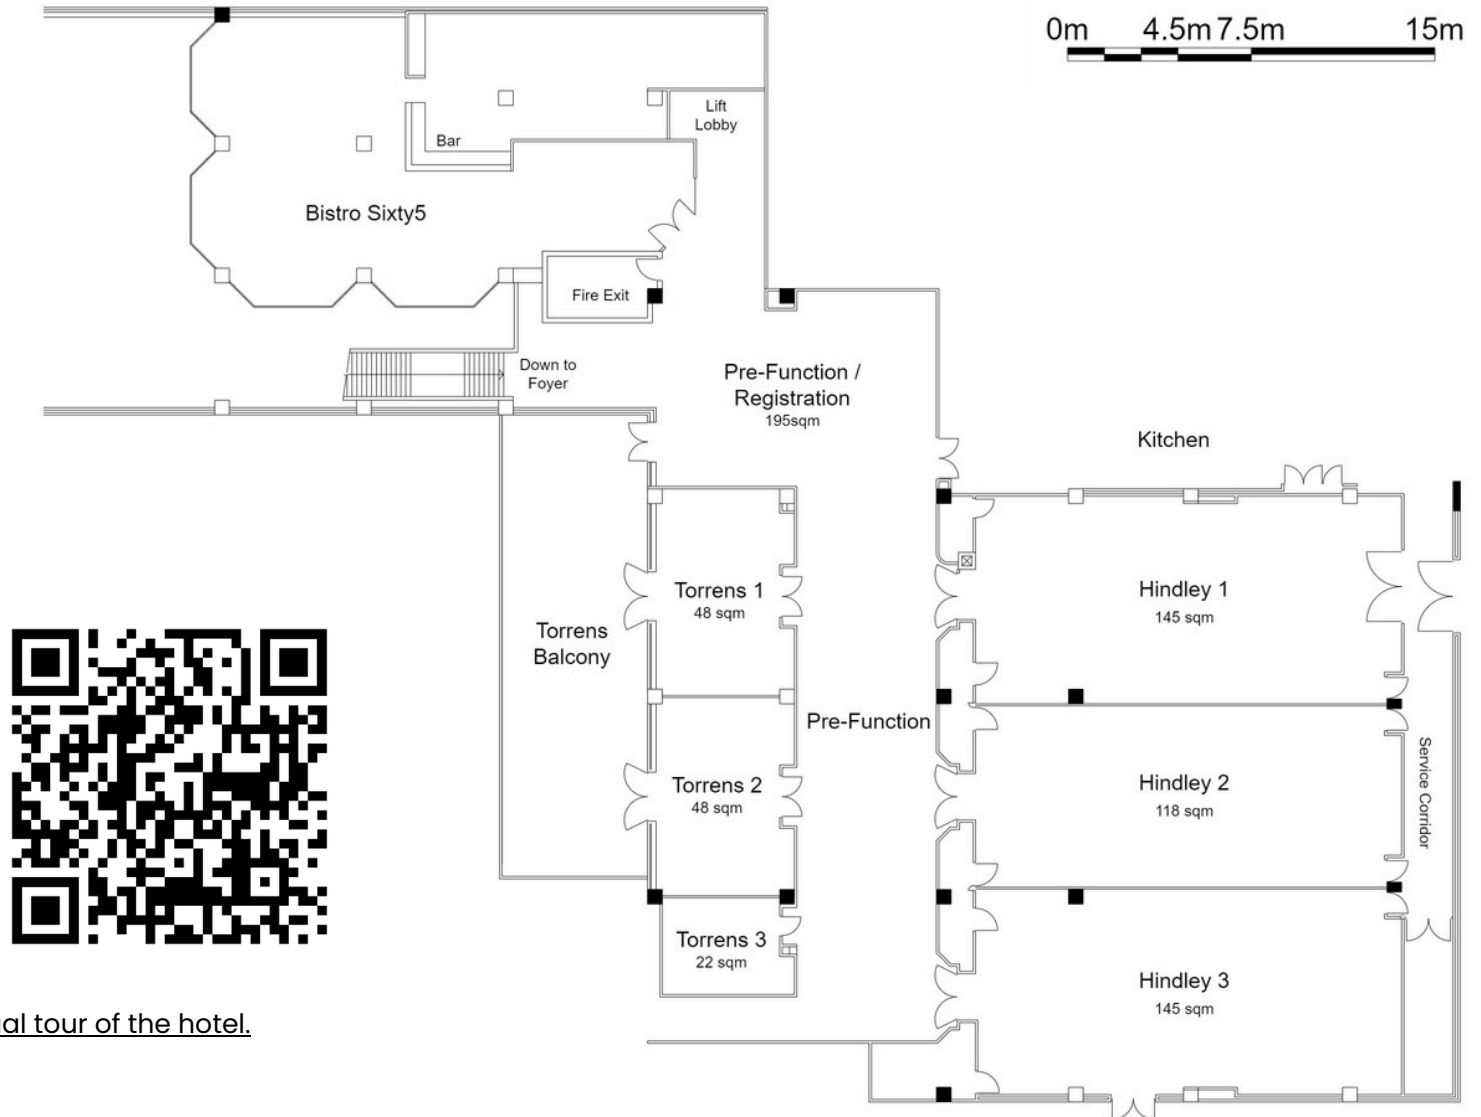 0m 4.5m 7.5m 15m
Lift
Lobby
Bar
Bistro Sixty5
Fire Exit
Down to
Foyer
Pre-Function /
Registration
195sqm
Kitchen
Torrens 1
48 sqm
Hindley 1
145 sqm
Torrens
Balcony
Pre-Function
Torrens 2
48 sqm
Hindley 2
118 sqm
Service Corridor
Torrens 3
22 sqm
Hindley 3
145 sqm
al tour of the hotel.